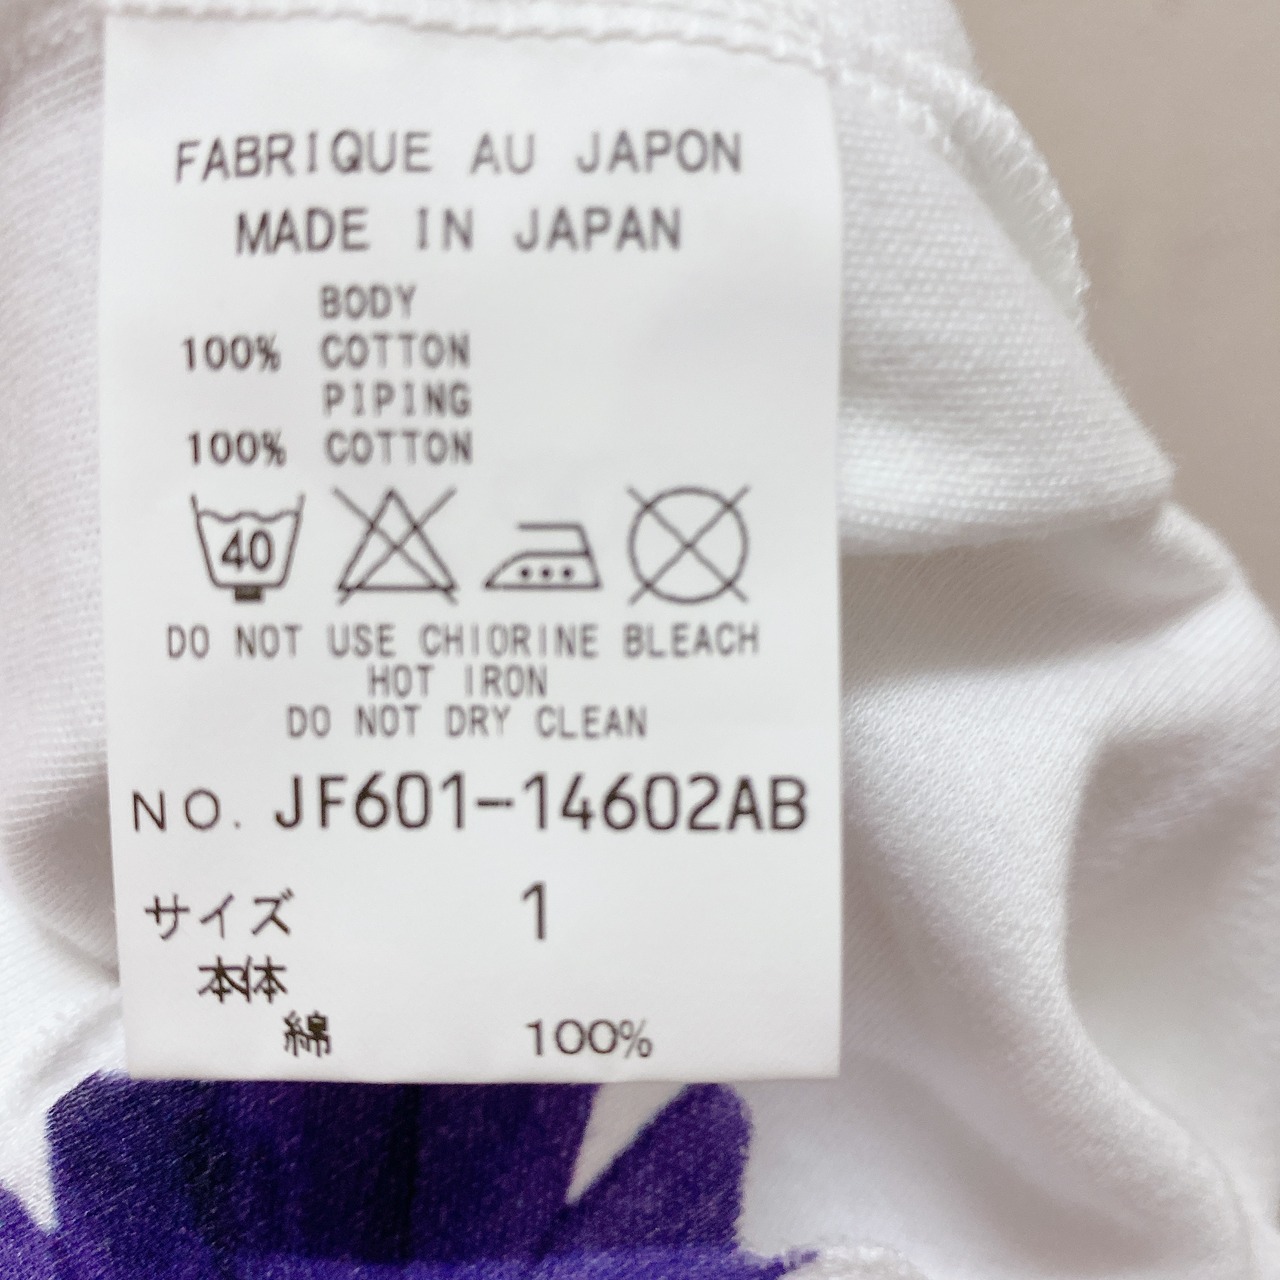 FABRIQUE AU JAPON
MADE IN JAPAN
BODY
100% COTTON
PIPING
100% COTTON
40
DO NOT USE CHIORINE BLEACH
HOT IRON
DO NOT DRY CLEAN
NO. JF601-14602AB
サイズ 1
本体
綿 100%